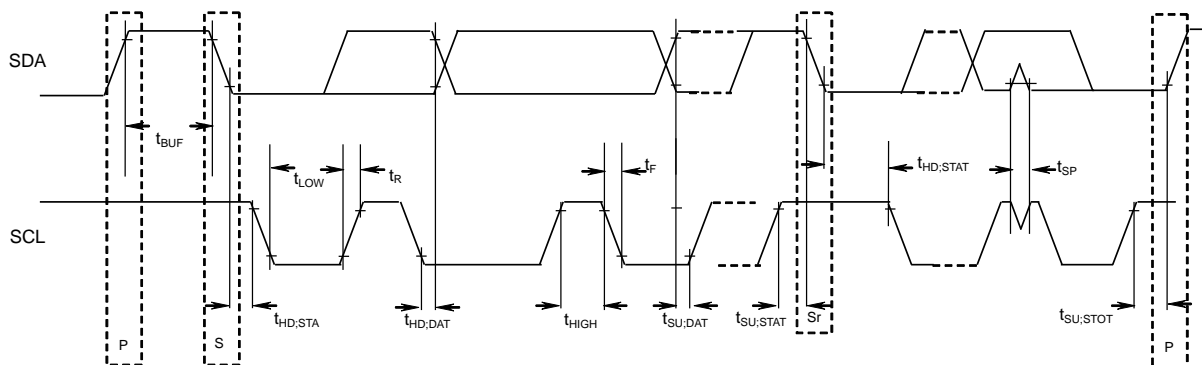 SDA
tBUF
tLOW
tR
tF
tHD;STAT
tSP
SCL
tHD;STA
tHD;DAT
tHIGH
tSU;DAT
tSU;STAT
Sr
tSU;STOT
P
S
P